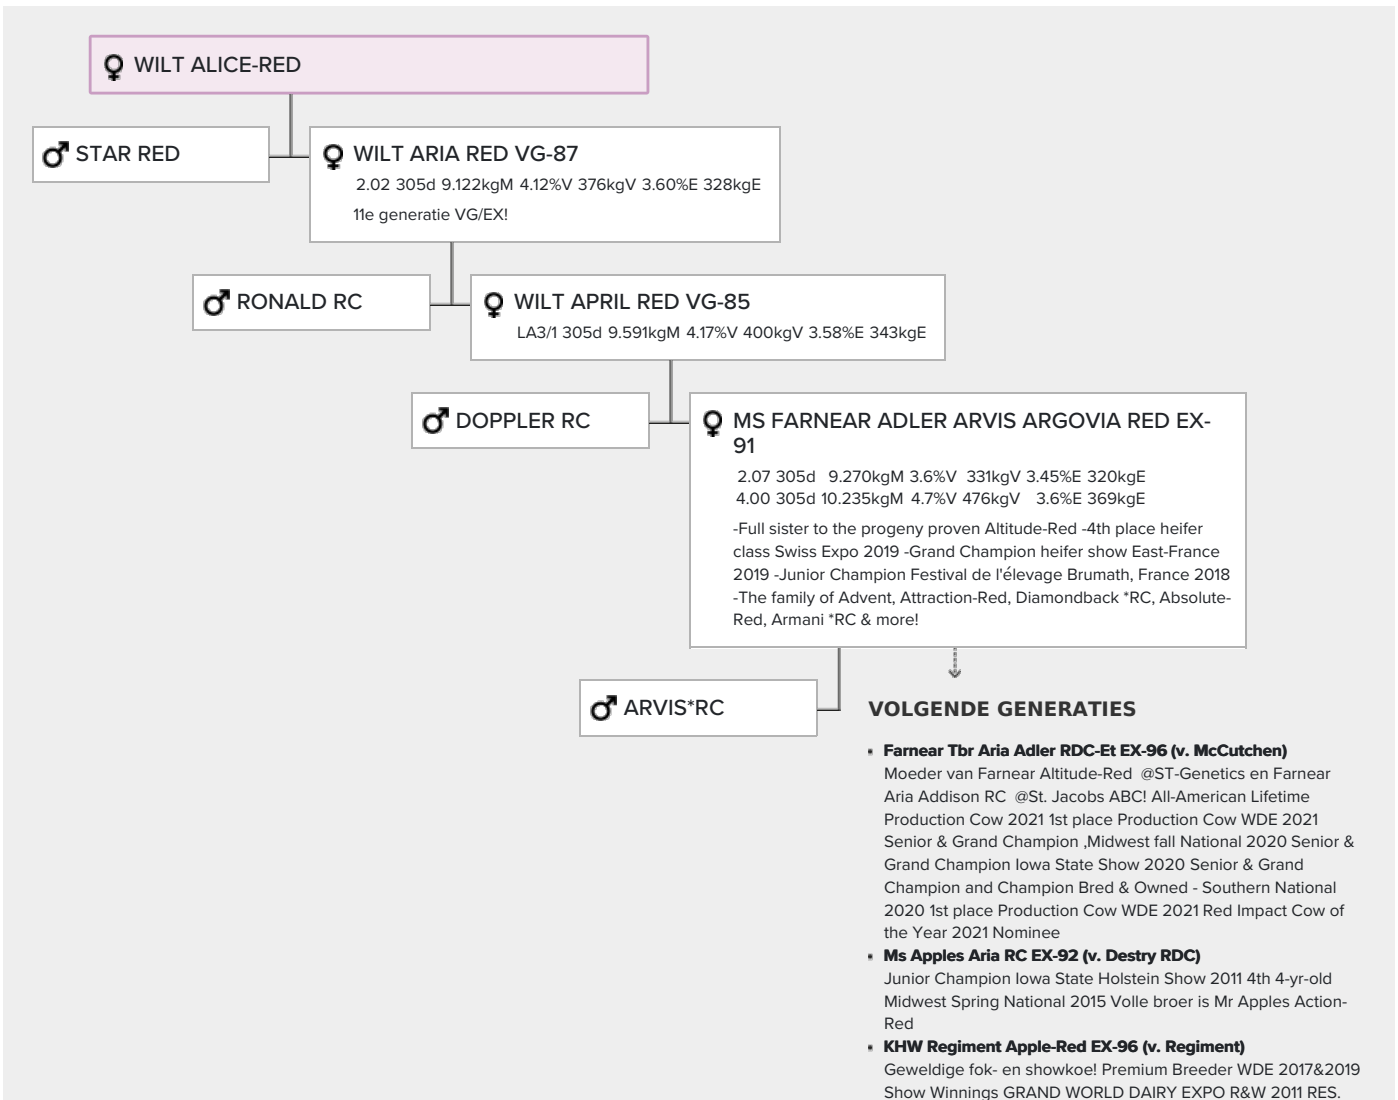 WILT ALICE-RED
STAR RED
WILT ARIA RED VG-87
2.02 305d 9.122kgM 4.12%V 376kgV 3.60%E 328kgE
11e generatie VG/EX!
RONALD RC
WILT APRIL RED VG-85
LA3/1 305d 9.591kgM 4.17%V 400kgV 3.58%E 343kgE
DOPPLER RC
MS FARNEAR ADLER ARVIS ARGOVIA RED EX-
91
2.07 305d 9.270kgM 3.6%V 331kgV 3.45%E 320kgE
4.00 305d 10.235kgM 4.7%V 476kgV 3.6%E 369kgE
-Full sister to the progeny proven Altitude-Red -4th place heifer
class Swiss Expo 2019 -Grand Champion heifer show East-France
2019 -Junior Champion Festival de l'élevage Brumath, France 2018
-The family of Advent, Attraction-Red, Diamondback *RC, Absolute-
Red, Armani *RC & more!
ARVIS*RC
VOLGENDE GENERATIES
▪ Farnear Tbr Aria Adler RDC-Et EX-96 (v. McCutchen)
Moeder van Farnear Altitude-Red @ST-Genetics en Farnear
Aria Addison RC @St. Jacobs ABC! All-American Lifetime
Production Cow 2021 1st place Production Cow WDE 2021
Senior & Grand Champion ,Midwest fall National 2020 Senior &
Grand Champion Iowa State Show 2020 Senior & Grand
Champion and Champion Bred & Owned - Southern National
2020 1st place Production Cow WDE 2021 Red Impact Cow of
the Year 2021 Nominee
▪ Ms Apples Aria RC EX-92 (v. Destry RDC)
Junior Champion Iowa State Holstein Show 2011 4th 4-yr-old
Midwest Spring National 2015 Volle broer is Mr Apples Action-
Red
▪ KHW Regiment Apple-Red EX-96 (v. Regiment)
Geweldige fok- en showkoe! Premium Breeder WDE 2017&2019
Show Winnings GRAND WORLD DAIRY EXPO R&W 2011 RES.